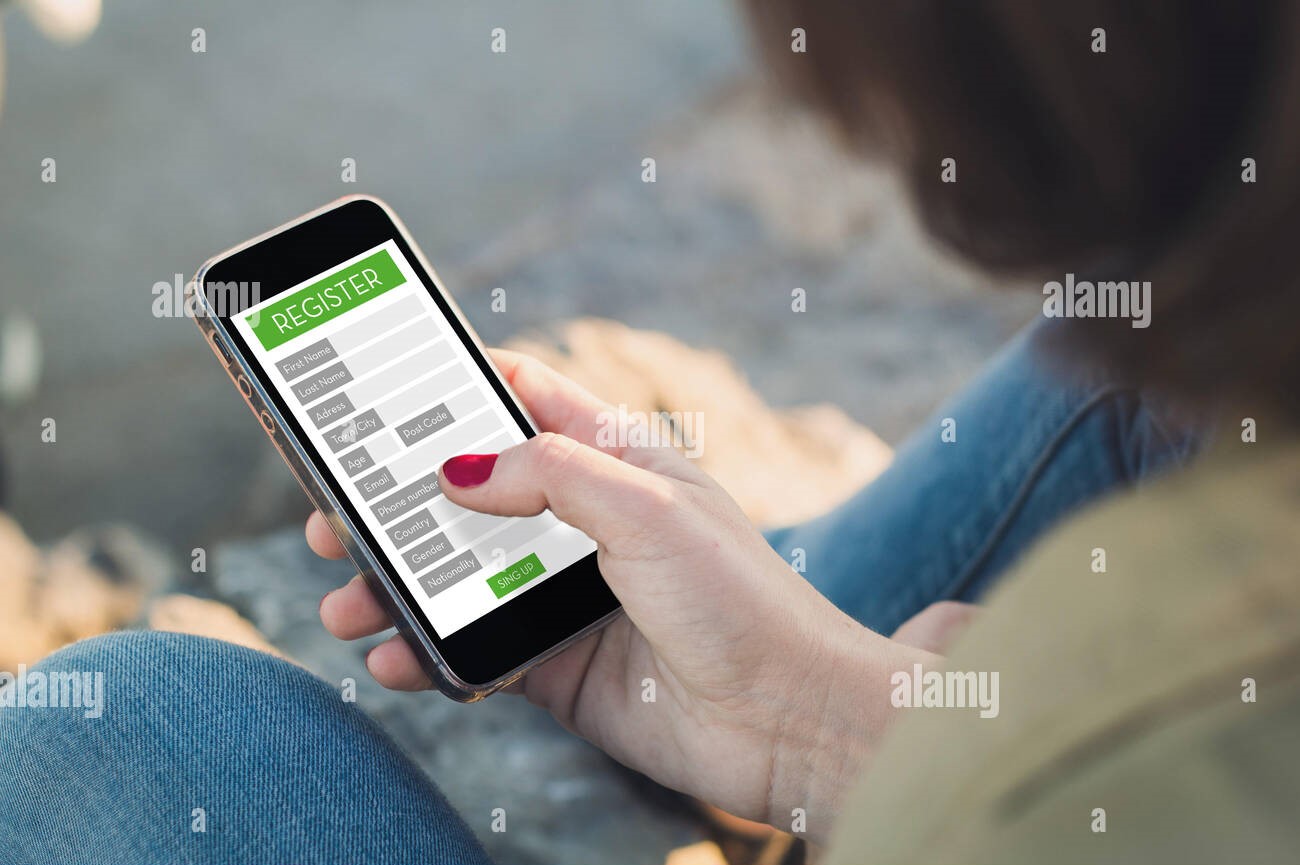 REGISTER
First Name
Last Name
Adress
Town/City Post Code
Age
Email
Phone number
Country
Gender
Nationality
SING UP
a a a a
a a a a a
alamy alamy
a a
a a a
alamy
a a
alamy alamy
a a a
a a a